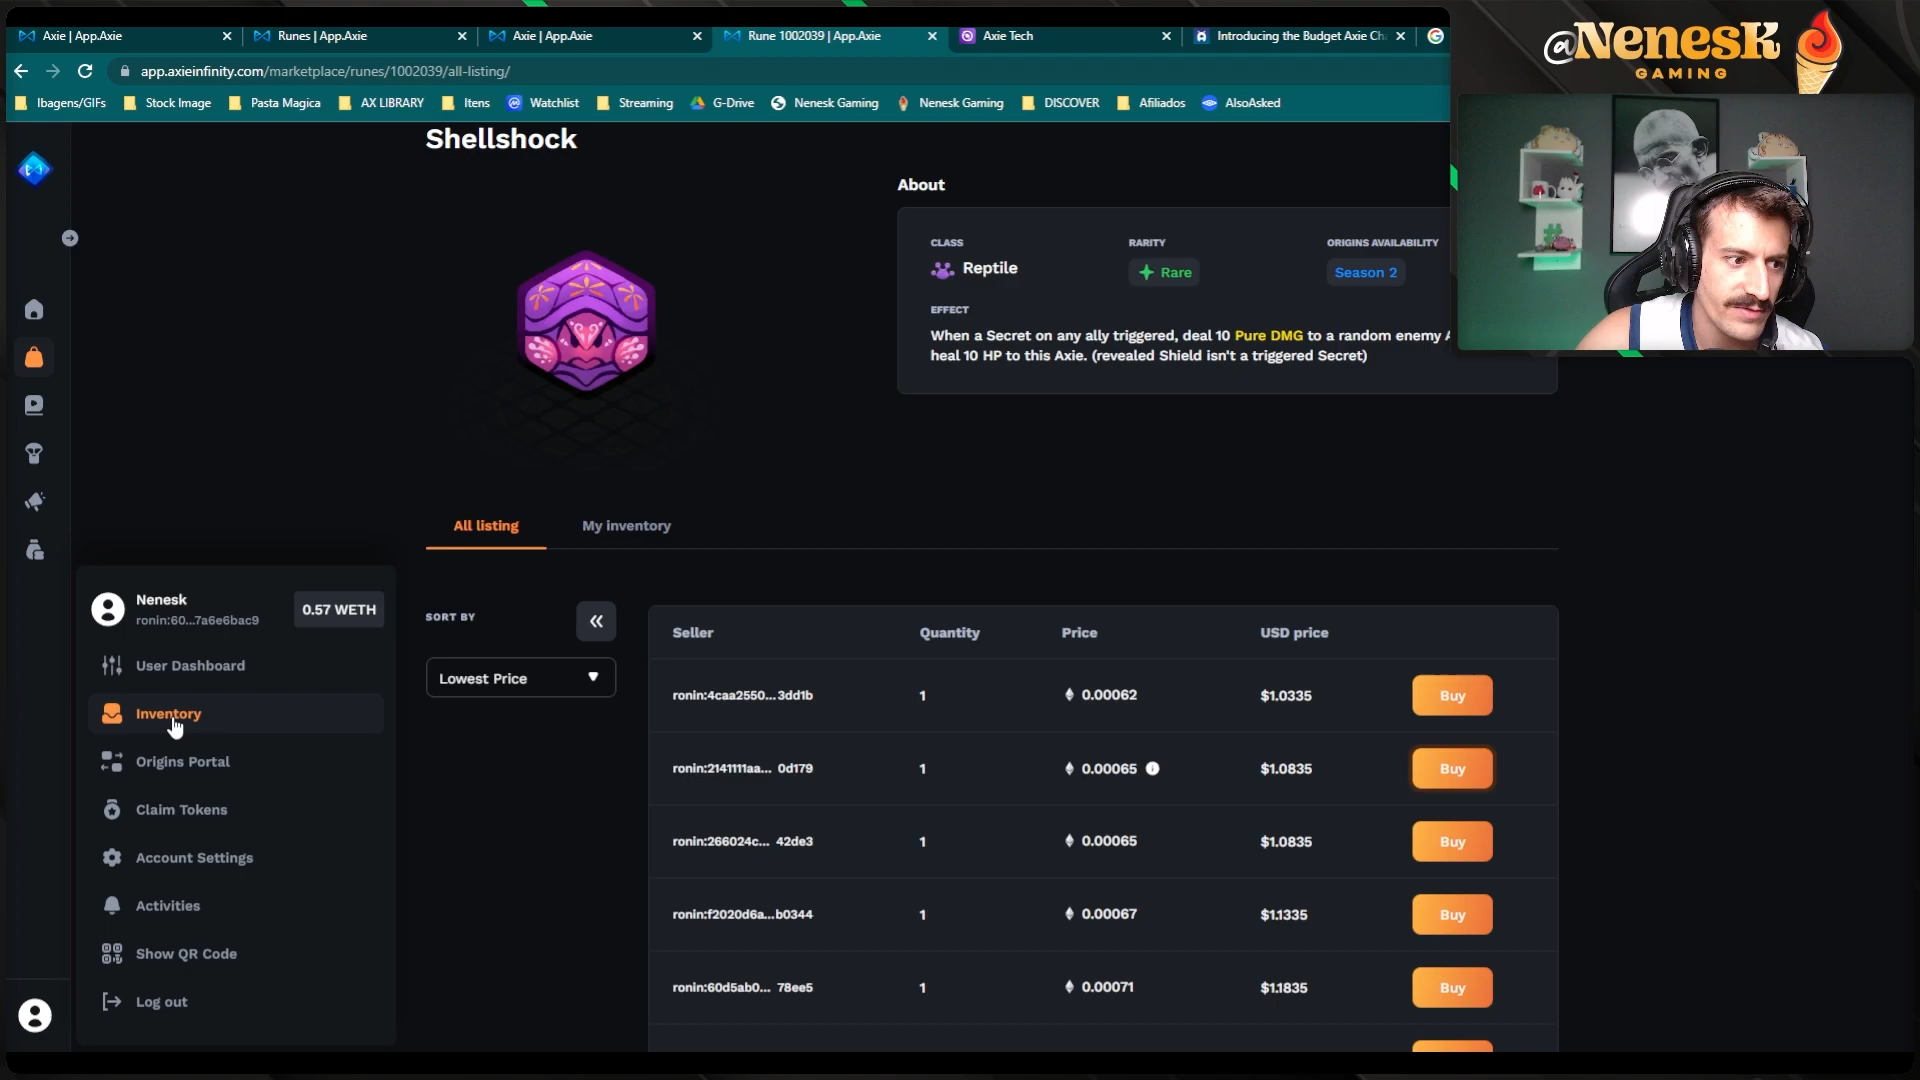 Axie | App.Axie
Runes | App.Axie
Axie | App.Axie
Rune 1002039 | App.Axie
Axie Tech
Introducing the Budget Axie Ch
app.axieinfinity.com/marketplace/runes/1002039/all-listing/
Ibagens/GIFs
Stock Image
Pasta Magica
AX LIBRARY
Itens
Watchlist
Streaming
G-Drive
Nenesk Gaming
Nenesk Gaming
DISCOVER
Afiliados
AlsoAsked
@NenesK
GAMING
Shellshock
About
CLASS
RARITY
ORIGINS AVAILABILITY
Reptile
Rare
Season 2
EFFECT
When a Secret on any ally triggered, deal 10 Pure DMG to a random enemy
heal 10 HP to this Axie. (revealed Shield isn't a triggered Secret)
All listing
My inventory
Nenesk
ronin:60...7a6e6bac9
0.57 WETH
User Dashboard
Inventory
Origins Portal
Claim Tokens
Account Settings
Activities
Show QR Code
Log out
SORT BY
Lowest Price
Seller Quantity Price USD price
ronin:4caa2550...3dd1b 1 0.00062 $1.0335 Buy
ronin:2141111aa... 0d179 1 0.00065 $1.0835 Buy
ronin:266024c... 42de3 1 0.00065 $1.0835 Buy
ronin:f2020d6a...b0344 1 0.00067 $1.1335 Buy
ronin:60d5ab0... 78ee5 1 0.00071 $1.1835 Buy